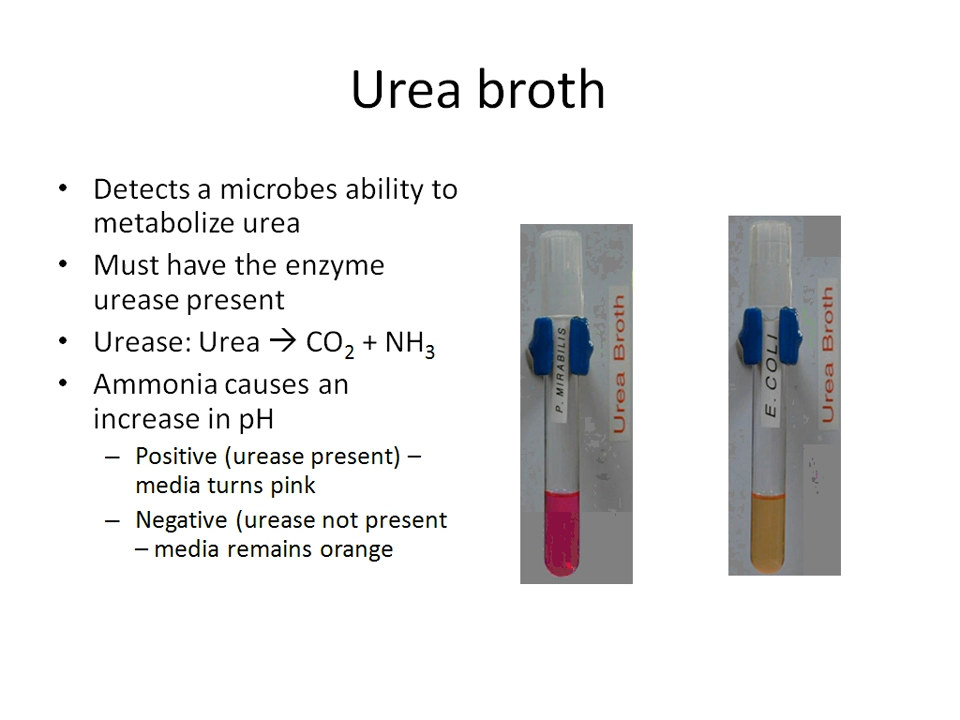 Urea broth
• Detects a microbes ability to
metabolize urea
• Must have the enzyme
urease present
• Urease: Urea → CO₂ + NH₃
• Ammonia causes an
increase in pH
– Positive (urease present) –
media turns pink
– Negative (urease not present
– media remains orange
P. MIRABILIS
Urea Broth
E. COLI
Urea Broth